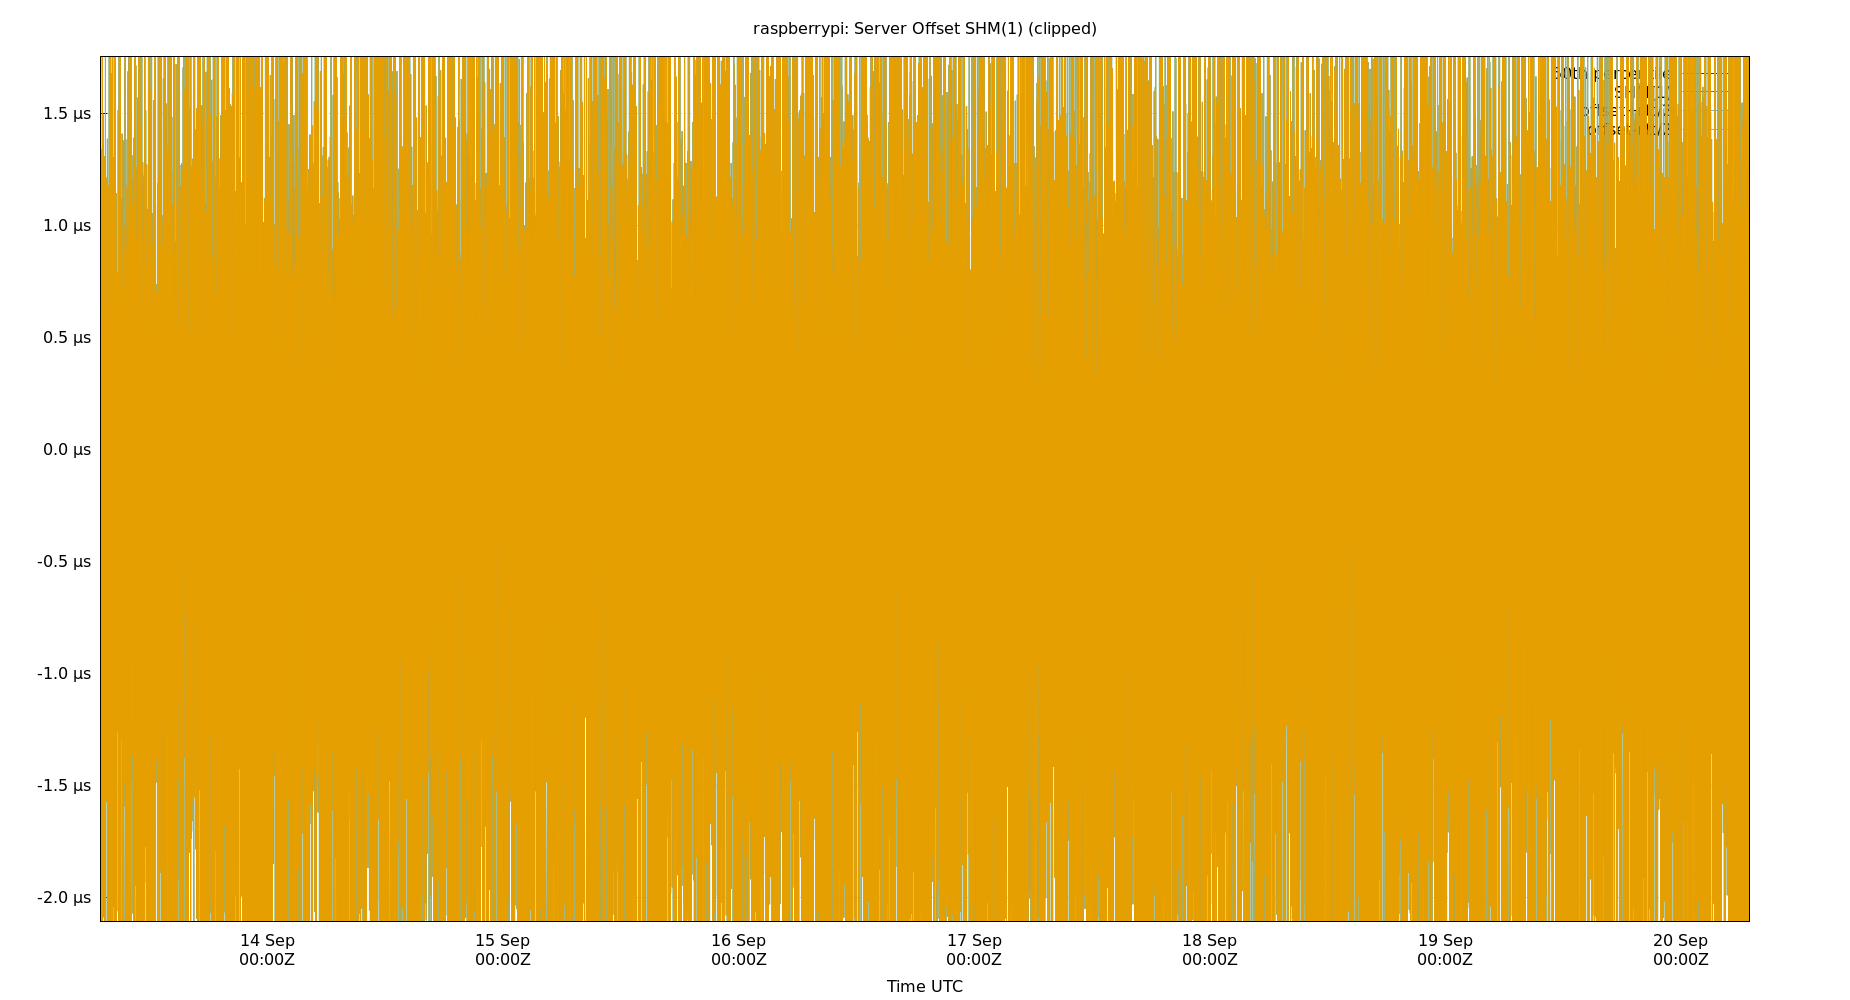 raspberrypi: Server Offset SHM(1) (clipped)
1.5 µs
1.0 µs
0.5 µs
0.0 µs
-0.5 µs
-1.0 µs
-1.5 µs
-2.0 µs
14 Sep 15 Sep 16 Sep 17 Sep 18 Sep 19 Sep 20 Sep
00:00Z 00:00Z 00:00Z 00:00Z 00:00Z 00:00Z 00:00Z
Time UTC